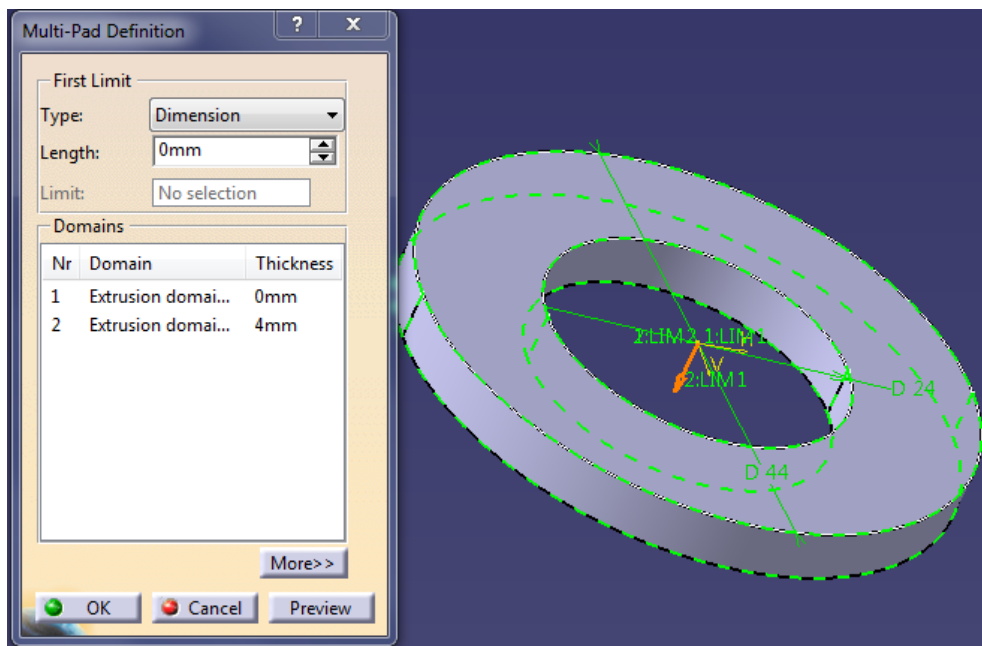 Multi-Pad Definition
? X
First Limit
Type: Dimension
Length: 0mm
Limit: No selection
Domains
Nr Domain Thickness
1 Extrusion domai... 0mm
2 Extrusion domai... 4mm
More>>
OK Cancel Preview
2:LIM2 1:LIM1 H
V
2:LIM1
D 24
D 44